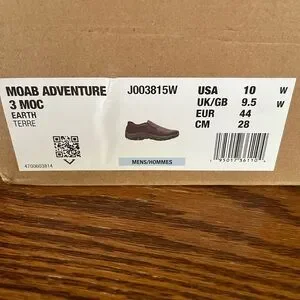 MOAB ADVENTURE
3 MOC
EARTH
TERRE
4700603814
J003815W
MENS/HOMMES
USA 10 W
UK/GB 9.5 W
EUR 44
CM 28